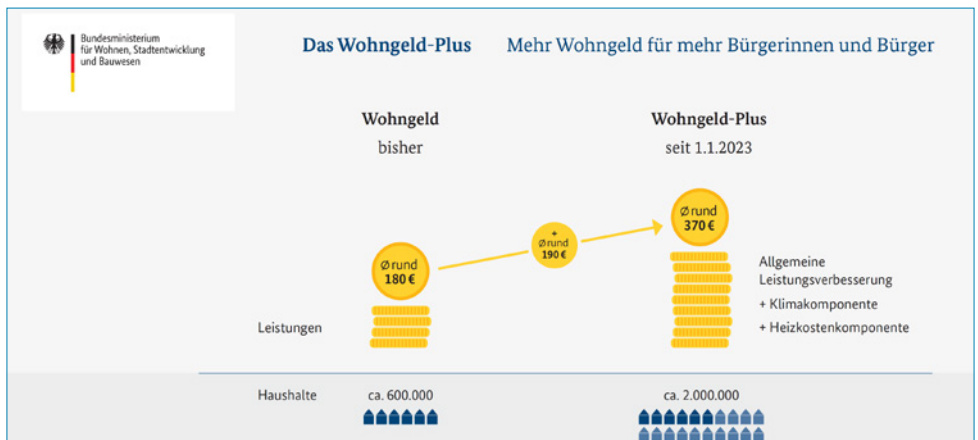 Bundesministerium
für Wohnen, Stadtentwicklung
und Bauwesen
Das Wohngeld-Plus Mehr Wohngeld für mehr Bürgerinnen und Bürger
Wohngeld
bisher
Wohngeld-Plus
seit 1.1.2023
Ø rund
180 €
+
Ø rund
190 €
Ø rund
370 €
Allgemeine
Leistungsverbesserung
+ Klimakomponente
+ Heizkostenkomponente
Leistungen
Haushalte ca. 600.000 ca. 2.000.000